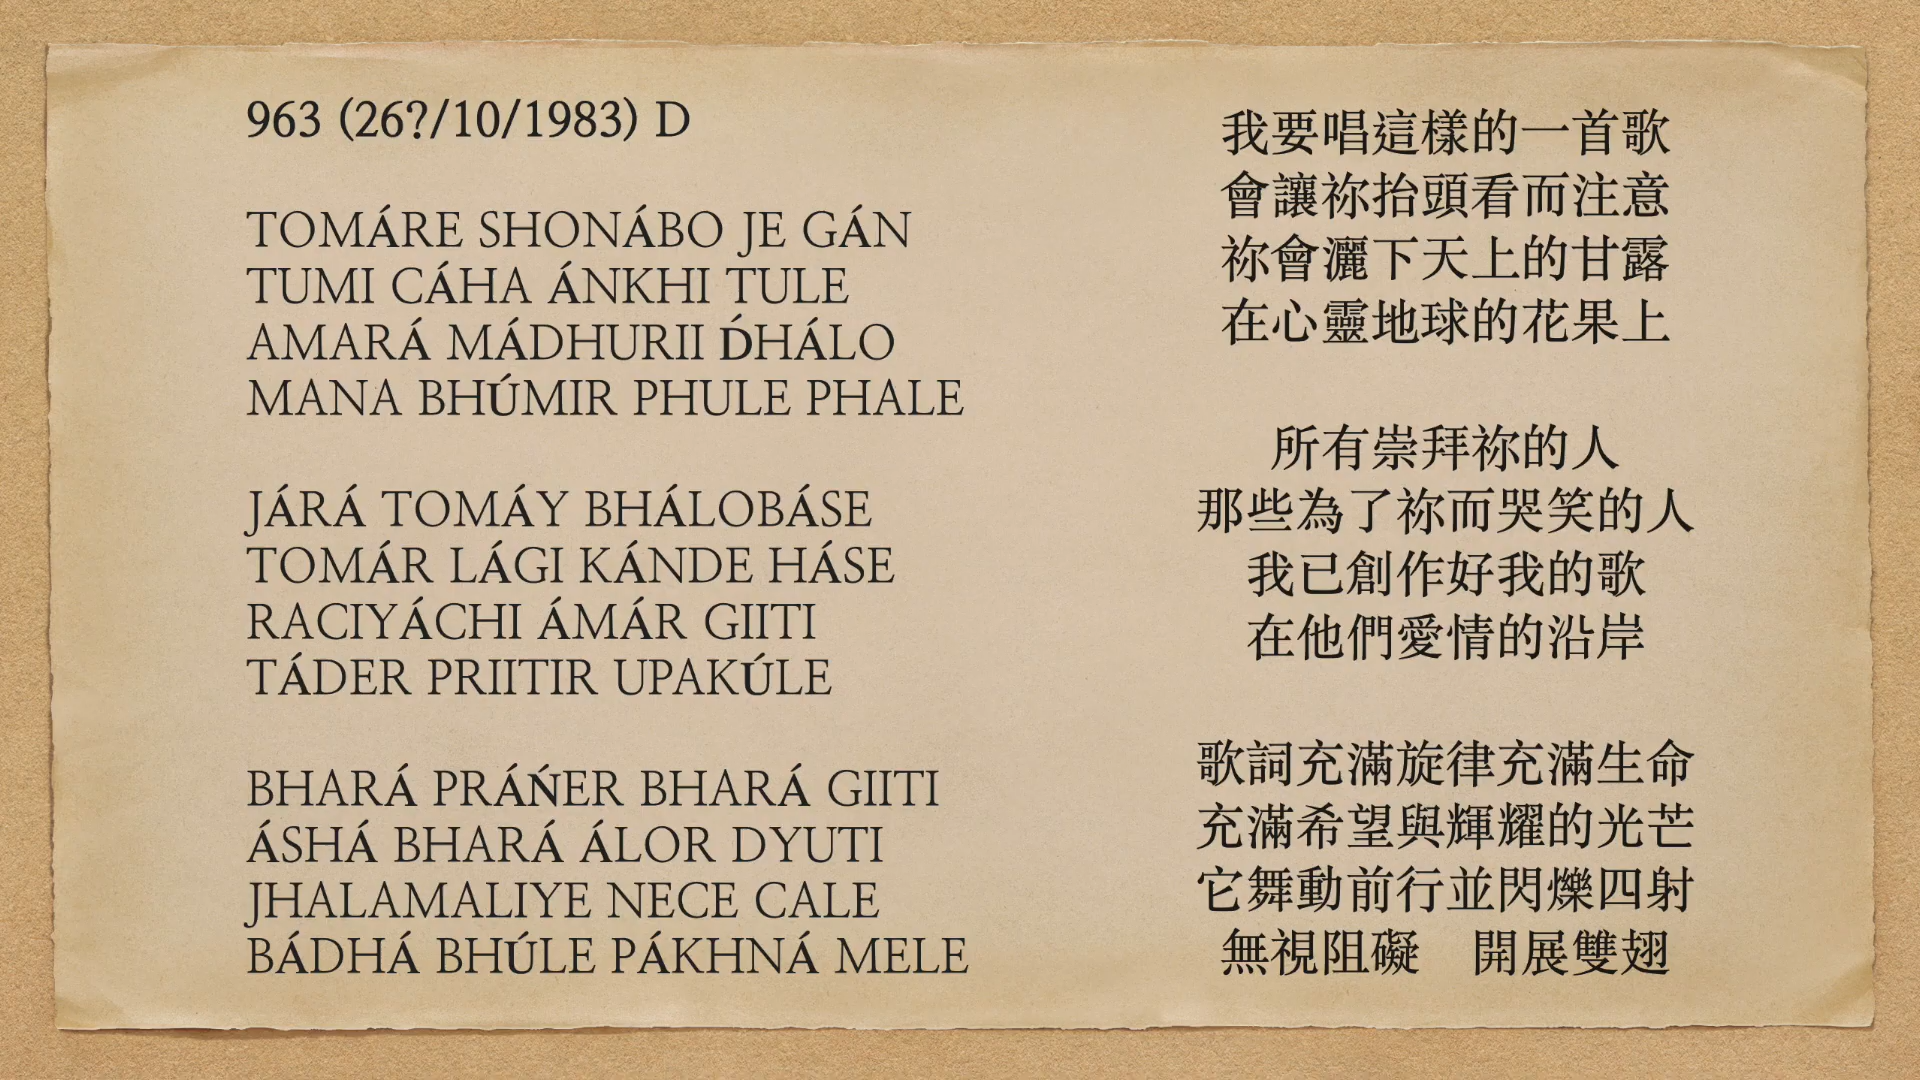 963 (26?/10/1983) D
TOMÁRE SHONÁBO JE GÁN
TUMI CÁHA ÁNKHI TULE
AMARÁ MÁDHURII D́HÁLO
MANA BHÚMIR PHULE PHALE
JÁRÁ TOMÁY BHÁLOBÁSE
TOMÁR LÁGI KÁNDE HÁSE
RACIYÁCHI ÁMÁR GIITI
TÁDER PRIITIR UPAKÚLE
BHARÁ PRÁŃER BHARÁ GIITI
ÁSHÁ BHARÁ ÁLOR DYUTI
JHALAMALIYE NECE CALE
BÁDHÁ BHÚLE PÁKHNÁ MELE
我要唱這樣的一首歌
會讓祢抬頭看而注意
祢會灑下天上的甘露
在心靈地球的花果上
所有崇拜祢的人
那些為了祢而哭笑的人
我已創作好我的歌
在他們愛情的沿岸
歌詞充滿旋律充滿生命
充滿希望與輝耀的光芒
它舞動前行並閃爍四射
無視阻礙　開展雙翅